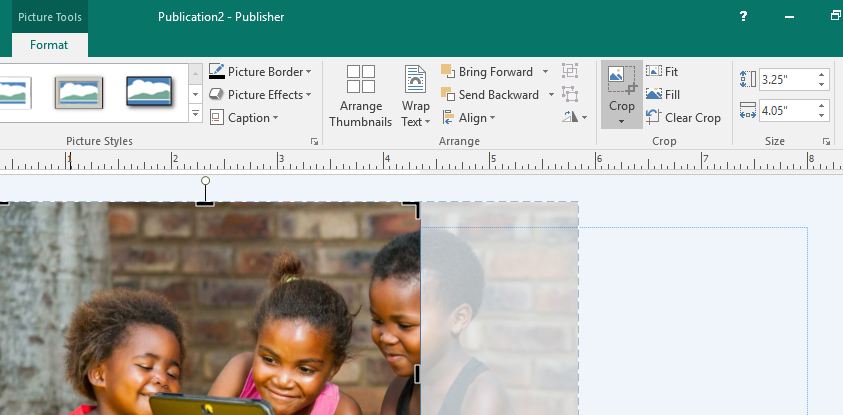 Picture Tools
Publication2 - Publisher
?
Format
Picture Border
Picture Effects
Caption
Picture Styles
Arrange
Thumbnails
Wrap
Text
Bring Forward
Send Backward
Align
Arrange
Crop
Fit
Fill
Clear Crop
Crop
3.25"
4.05"
Size
1 2 3 4 5 6 7 8